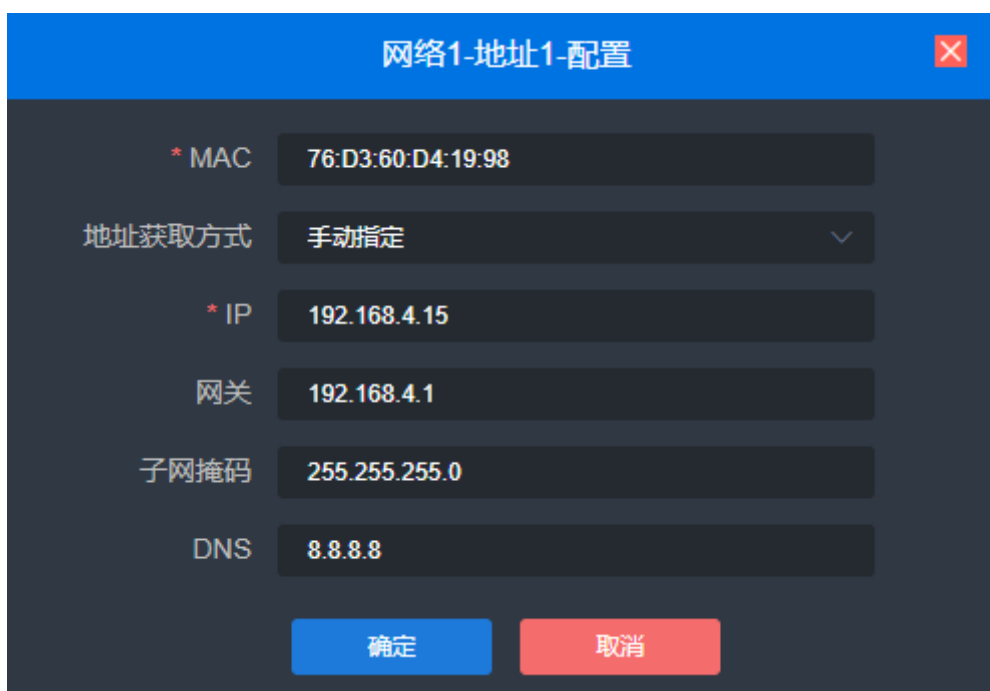 网络1-地址1-配置
* MAC 76:D3:60:D4:19:98
地址获取方式 手动指定
* IP 192.168.4.15
网关 192.168.4.1
子网掩码 255.255.255.0
DNS 8.8.8.8
确定 取消